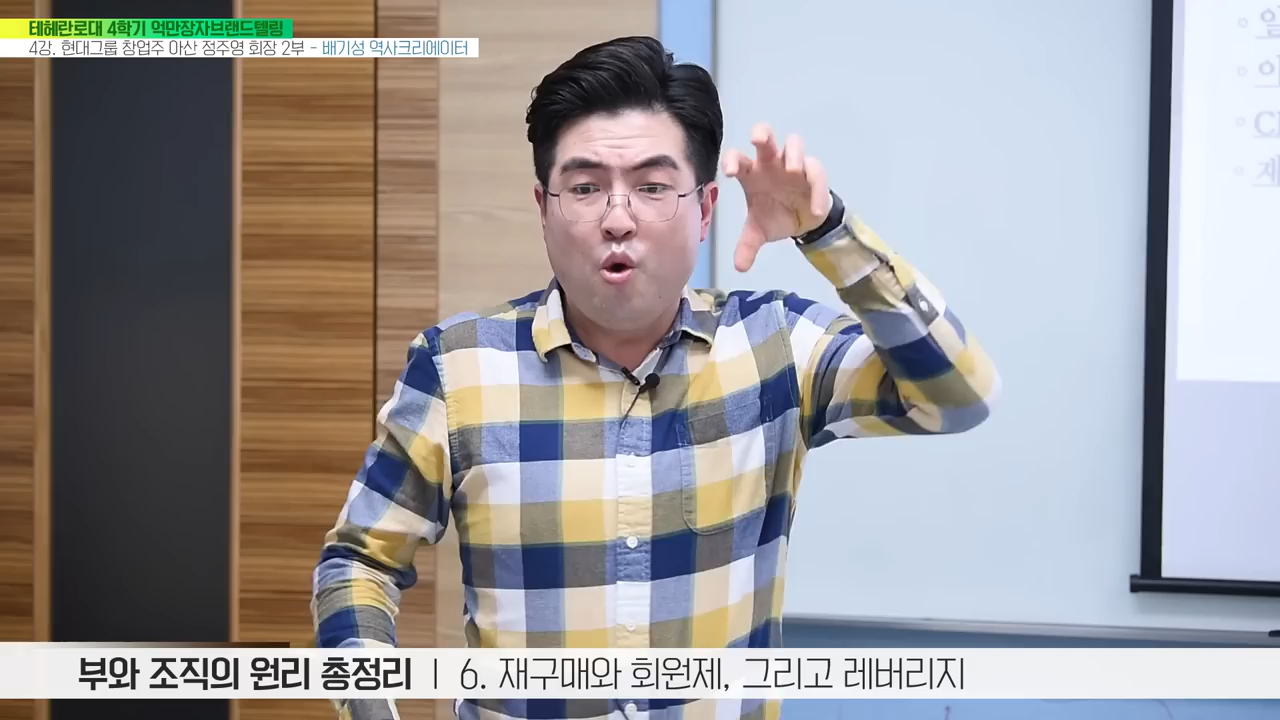 테헤란로대 4학기 억만장자브랜드텔링
4강. 현대그룹 창업주 아산 정주영 회장 2부 - 배기성 역사크리에이터
부와 조직의 원리 총정리 | 6. 재구매와 회원제, 그리고 레버리지